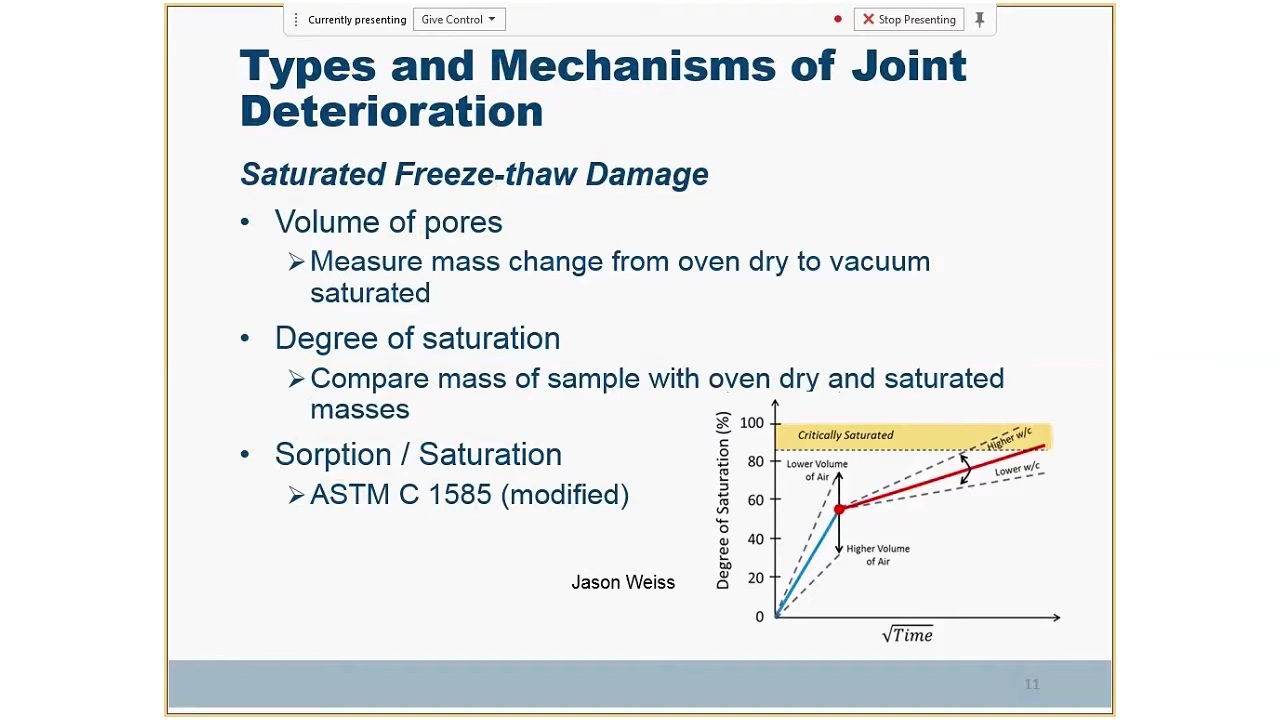 Currently presenting
Give Control
Stop Presenting
Types and Mechanisms of Joint
Deterioration
Saturated Freeze-thaw Damage
• Volume of pores
➢ Measure mass change from oven dry to vacuum
saturated
• Degree of saturation
➢ Compare mass of sample with oven dry and saturated
masses
• Sorption / Saturation
➢ ASTM C 1585 (modified)
Jason Weiss
Degree of Saturation (%)
100
80
60
40
20
0
Critically Saturated
Higher w/c
Lower w/c
Lower Volume
of Air
Higher Volume
of Air
√Time
11